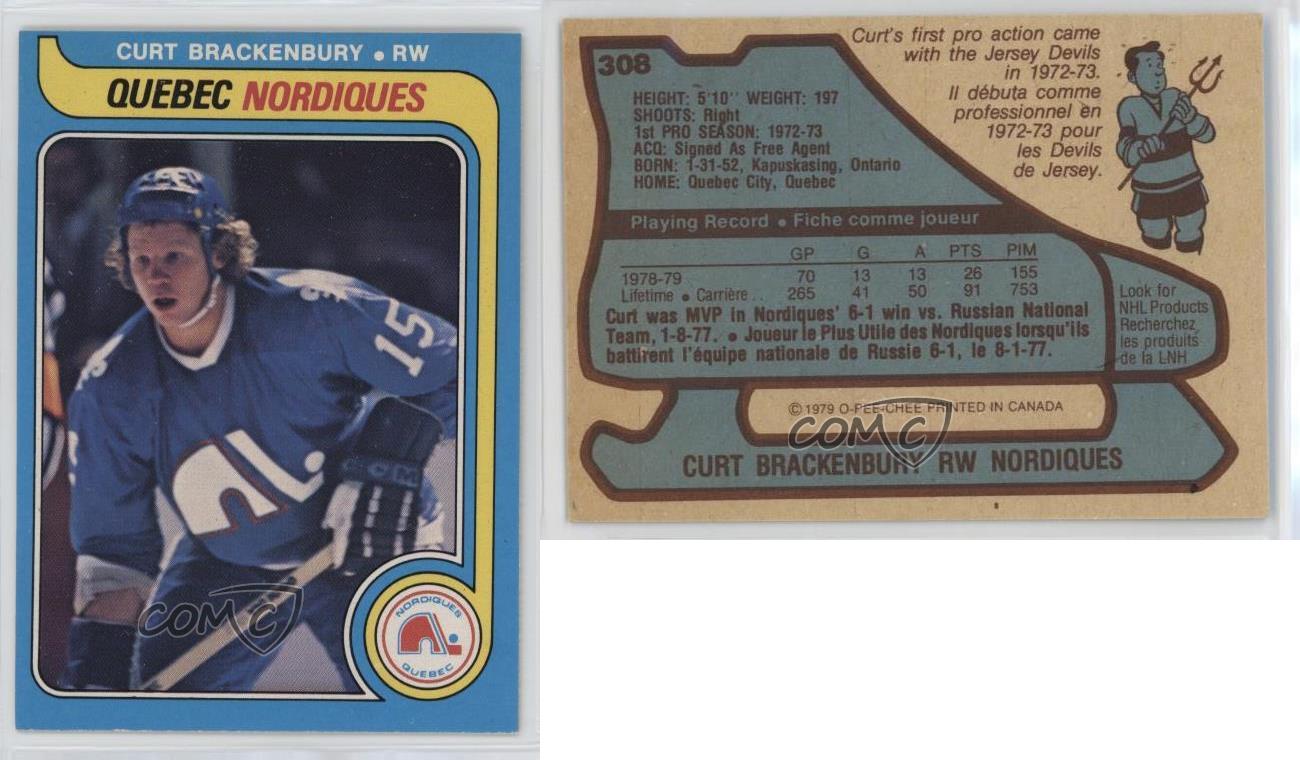 CURT BRACKENBURY • RW
QUEBEC NORDIQUES
15
CCM
NORDIQUES
QUEBEC
COMC
308
HEIGHT: 5'10" WEIGHT: 197
SHOOTS: Right
1st PRO SEASON: 1972-73
ACQ: Signed As Free Agent
BORN: 1-31-52, Kapuskasing, Ontario
HOME: Quebec City, Quebec
Curt's first pro action came
with the Jersey Devils
in 1972-73.
Il débuta comme
professionnel en
1972-73 pour
les Devils
de Jersey.
Playing Record • Fiche comme joueur
GP G A PTS PIM
1978-79 70 13 13 26 155
Lifetime • Carrière .. 265 41 50 91 753
Curt was MVP in Nordiques' 6-1 win vs. Russian National
Team, 1-8-77. • Joueur le Plus Utile des Nordiques lorsqu'ils
battirent l'équipe nationale de Russie 6-1, le 8-1-77.
Look for
NHL Products
Recherchez
les produits
de la LNH
© 1979 O-PEE-CHEE PRINTED IN CANADA
COMC
CURT BRACKENBURY RW NORDIQUES